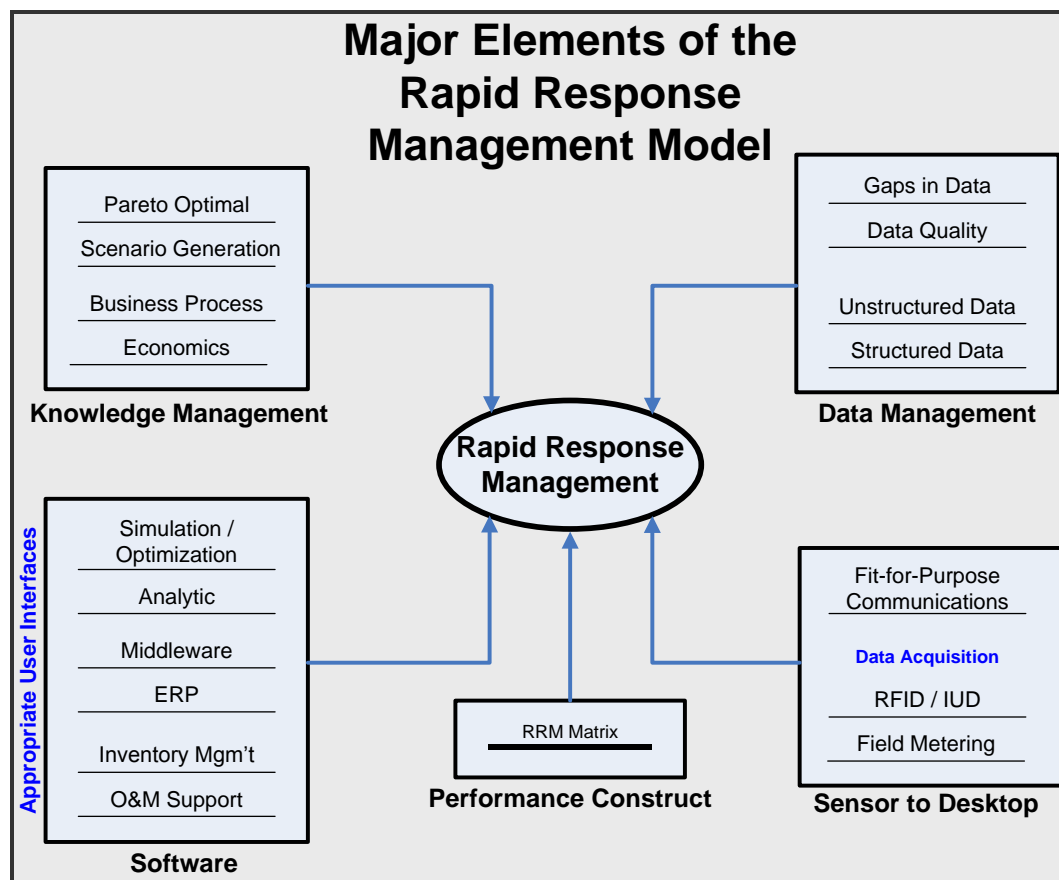 Major Elements of the
Rapid Response
Management Model
Pareto Optimal
Scenario Generation
Business Process
Economics
Knowledge Management
Gaps in Data
Data Quality
Unstructured Data
Structured Data
Data Management
Rapid Response
Management
Appropriate User Interfaces
Simulation /
Optimization
Analytic
Middleware
ERP
Inventory Mgm't
O&M Support
Software
RRM Matrix
Performance Construct
Fit-for-Purpose
Communications
Data Acquisition
RFID / IUD
Field Metering
Sensor to Desktop